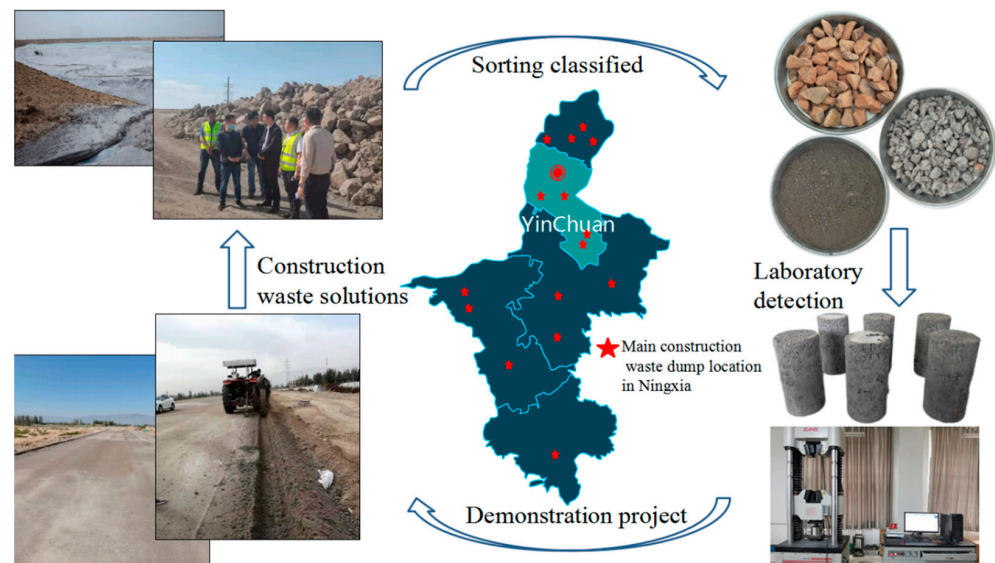 Sorting classified
YinChuan
Construction
waste solutions
Laboratory
detection
Main construction
waste dump location
in Ningxia
Demonstration project